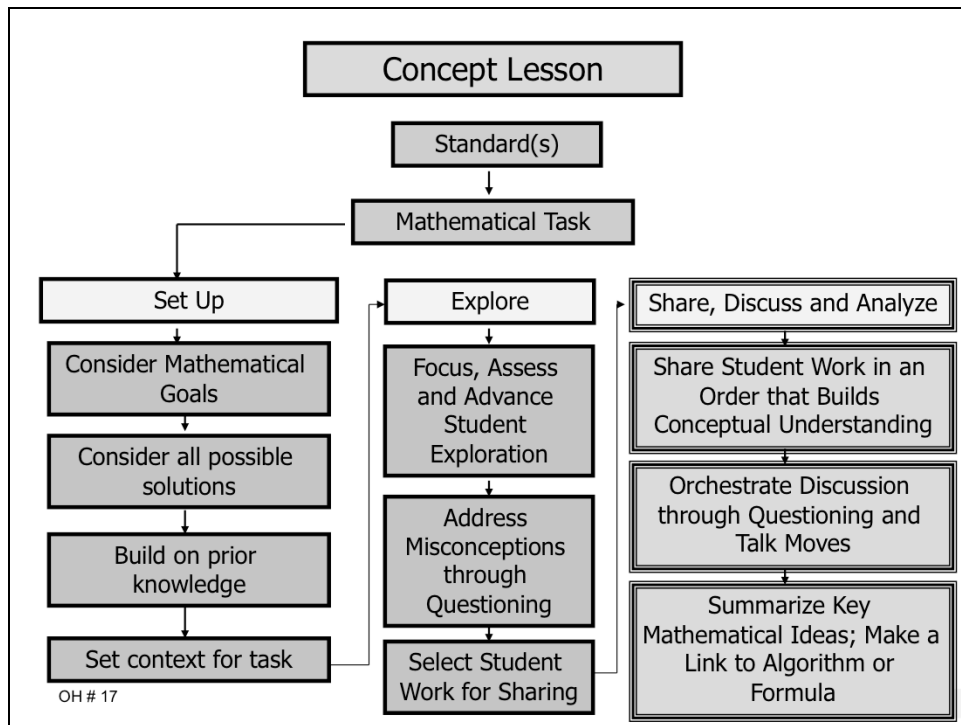 Concept Lesson
Standard(s)
Mathematical Task
Set Up
Consider Mathematical
Goals
Consider all possible
solutions
Build on prior
knowledge
Set context for task
OH # 17
Explore
Focus, Assess
and Advance
Student
Exploration
Address
Misconceptions
through
Questioning
Select Student
Work for Sharing
Share, Discuss and Analyze
Share Student Work in an
Order that Builds
Conceptual Understanding
Orchestrate Discussion
through Questioning and
Talk Moves
Summarize Key
Mathematical Ideas; Make a
Link to Algorithm or
Formula